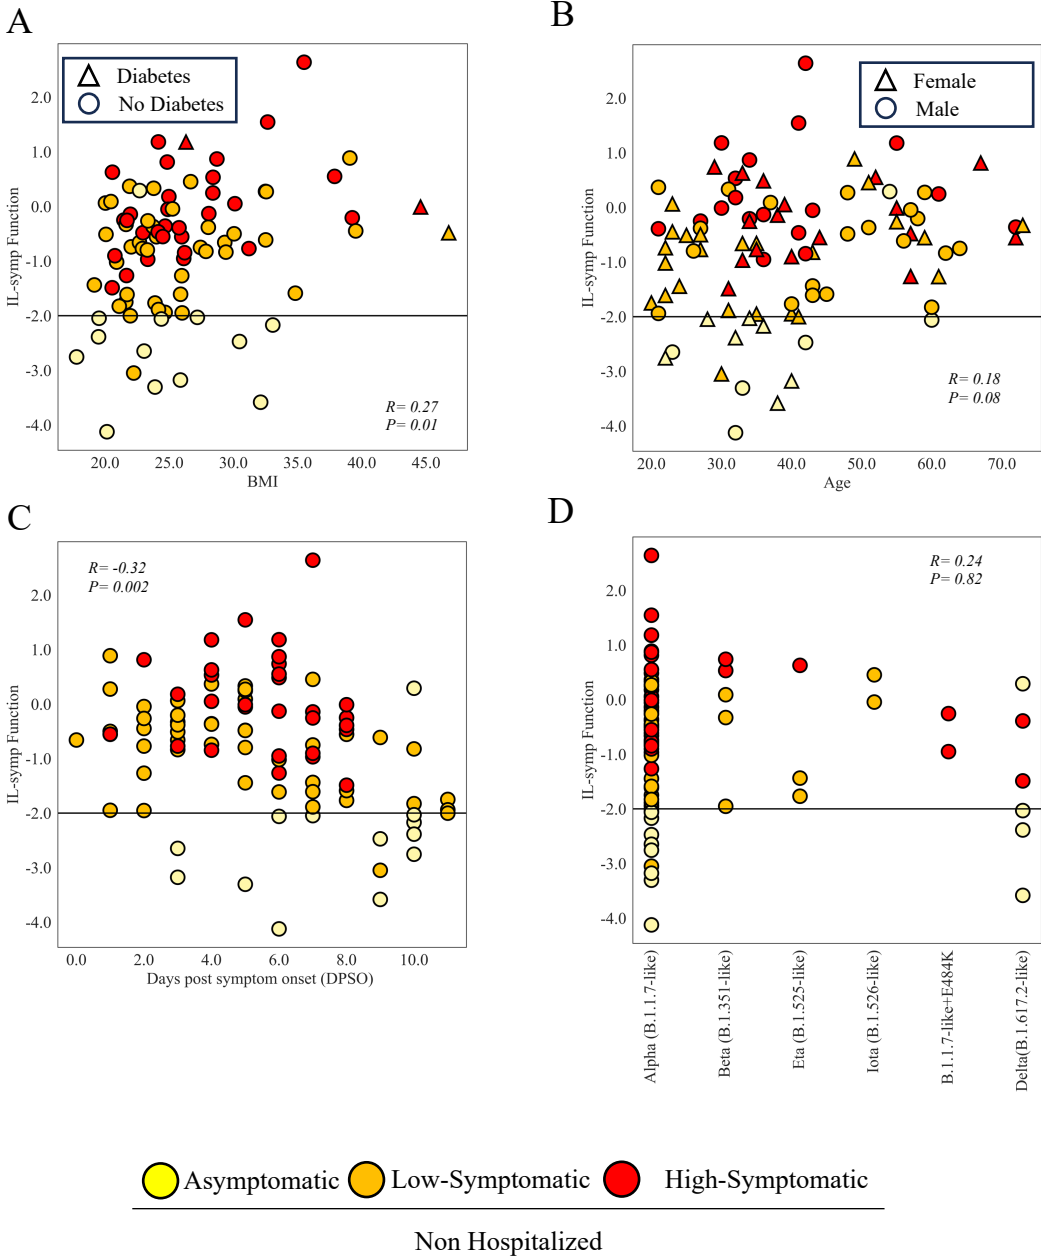 A
Diabetes
No Diabetes
IL-symp Function
2.0
1.0
0.0
-1.0
-2.0
-3.0
-4.0
R= 0.27
P= 0.01
20.0 25.0 30.0 35.0 40.0 45.0
BMI
B
Female
Male
IL-symp Function
2.0
1.0
0.0
-1.0
-2.0
-3.0
-4.0
R= 0.18
P= 0.08
20.0 30.0 40.0 50.0 60.0 70.0
Age
C
R= -0.32
P= 0.002
IL-symp Function
2.0
1.0
0.0
-1.0
-2.0
-3.0
-4.0
0.0 2.0 4.0 6.0 8.0 10.0
Days post symptom onset (DPSO)
D
R= 0.24
P= 0.82
IL-symp Function
2.0
1.0
0.0
-1.0
-2.0
-3.0
-4.0
Alpha (B.1.1.7-like)
Beta (B.1.351-like)
Eta (B.1.525-like)
Iota (B.1.526-like)
B.1.1.7-like+E484K
Delta(B.1.617.2-like)
Asymptomatic Low-Symptomatic High-Symptomatic
Non Hospitalized